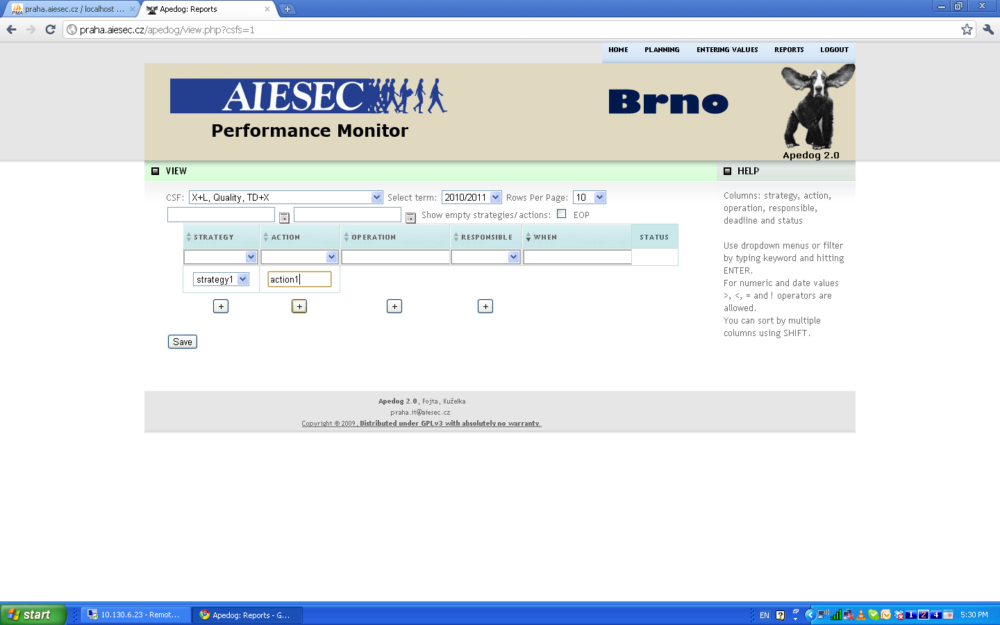 praha.aiesec.cz / localhost ...
Apedog: Reports
praha.aiesec.cz/apedog/view.php?csfs=1
HOME PLANNING ENTERING VALUES REPORTS LOGOUT
AIESEC
Performance Monitor
Brno
Apedog 2.0
VIEW
HELP
CSF: X+L, Quality, TD+X Select term: 2010/2011 Rows Per Page: 10
Show empty strategies/actions: EOP
STRATEGY ACTION OPERATION RESPONSIBLE WHEN STATUS
strategy1 action1
+ + + +
Save
Columns: strategy, action,
operation, responsible,
deadline and status
Use dropdown menus or filter
by typing keyword and hitting
ENTER.
For numeric and date values
>, <, = and ! operators are
allowed.
You can sort by multiple
columns using SHIFT.
Apedog 2.0, Fojta, Kuželka
praha.it@aiesec.cz
Copyright © 2009, Distributed under GPLv3 with absolutely no warranty.
start 10.130.6.23 - Remot... Apedog: Reports - G... EN 1 2 4 5:30 PM